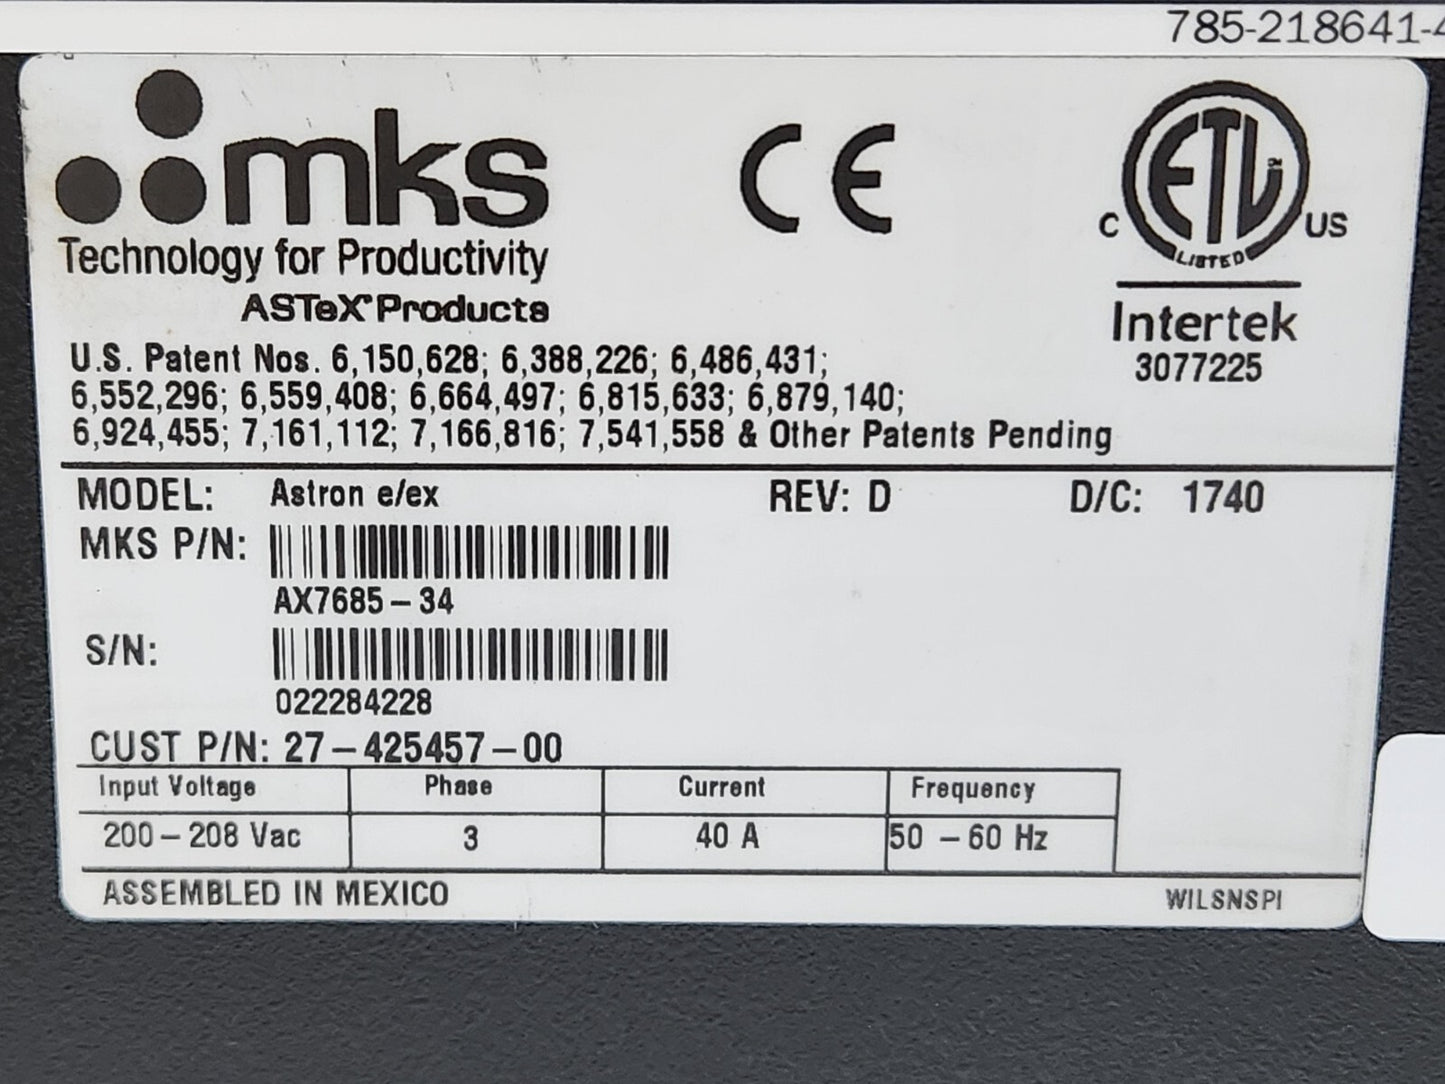 785-218641-4
mks
Technology for Productivity
ASTeX® Products
CE
C ETL US
LISTED
Intertek
3077225
U.S. Patent Nos. 6,150,628; 6,388,226; 6,486,431;
6,552,296; 6,559,408; 6,664,497; 6,815,633; 6,879,140;
6,924,455; 7,161,112; 7,166,816; 7,541,558 & Other Patents Pending
MODEL: Astron e/ex REV: D D/C: 1740
MKS P/N:
AX7685-34
S/N:
022284228
CUST P/N: 27-425457-00
Input Voltage Phase Current Frequency
200-208 Vac 3 40 A 50 - 60 Hz
ASSEMBLED IN MEXICO WILSNSPI